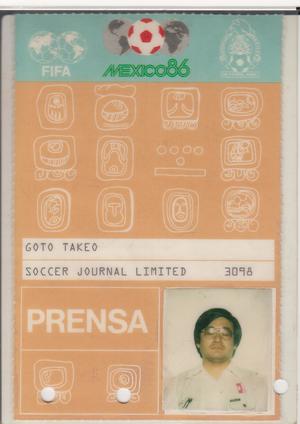 FIFA
MEXICO86
GOTO TAKEO
SOCCER JOURNAL LIMITED 3098
PRENSA